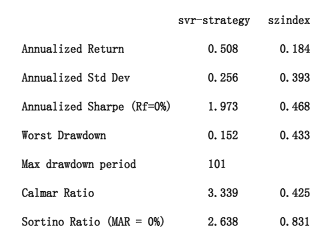 svr-strategy szindex
Annualized Return 0.508 0.184
Annualized Std Dev 0.256 0.393
Annualized Sharpe (Rf=0%) 1.973 0.468
Worst Drawdown 0.152 0.433
Max drawdown period 101
Calmar Ratio 3.339 0.425
Sortino Ratio (MAR = 0%) 2.638 0.831